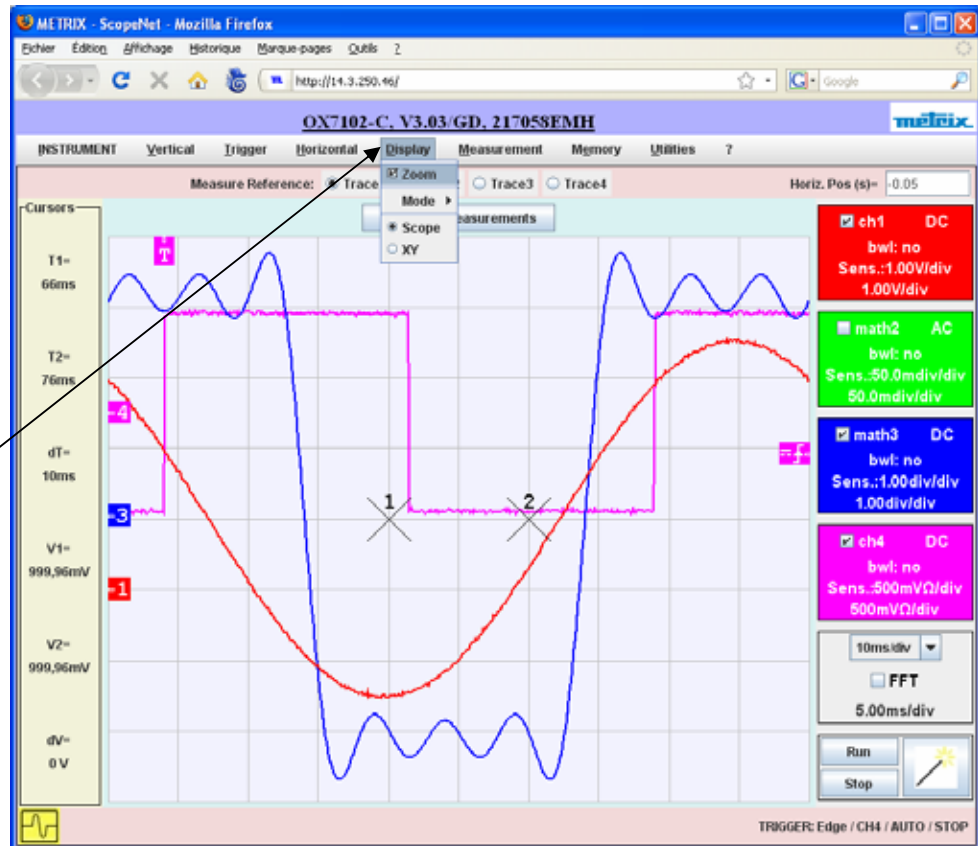 METRIX - ScopeNet - Mozilla Firefox
Fichier Édition Affichage Historique Marque-pages Outils ?
http://14.3.250.46/
G Google
OX7102-C, V3.03/GD, 217058EMH
metrix
INSTRUMENT Vertical Trigger Horizontal Display Measurement Memory Utilities ?
Measure Reference: Trace 2 Trace3 Trace4 Horiz. Pos (s)= -0.05
Zoom
Mode
Scope
XY
easurements
Cursors
T1=
66ms
T2=
76ms
dT=
10ms
V1=
999,96mV
V2=
999,96mV
dV=
0 V
T
4
3
1
1
2
ch1 DC
bwl: no
Sens.:1.00V/div
1.00V/div
math2 AC
bwl: no
Sens.:50.0mdiv/div
50.0mdiv/div
math3 DC
bwl: no
Sens.:1.00div/div
1.00div/div
ch4 DC
bwl: no
Sens.:500mVΩ/div
500mVΩ/div
10ms/div
FFT
5.00ms/div
Run
Stop
TRIGGER: Edge / CH4 / AUTO / STOP